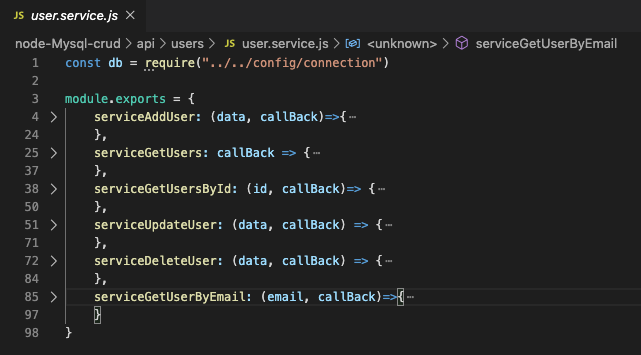 JS user.service.js ×
node-Mysql-crud > api > users > JS user.service.js > <unknown> > serviceGetUserByEmail
1 const db = require("../../config/connection")
2
3 module.exports = {
4 > serviceAddUser: (data, callBack)=>{⋯
24 },
25 > serviceGetUsers: callBack => {⋯
37 },
38 > serviceGetUsersById: (id, callBack)=> {⋯
50 },
51 > serviceUpdateUser: (data, callBack) => {⋯
71 },
72 > serviceDeleteUser: (data, callBack) => {⋯
84 },
85 > serviceGetUserByEmail: (email, callBack)=>{⋯
97 }
98 }